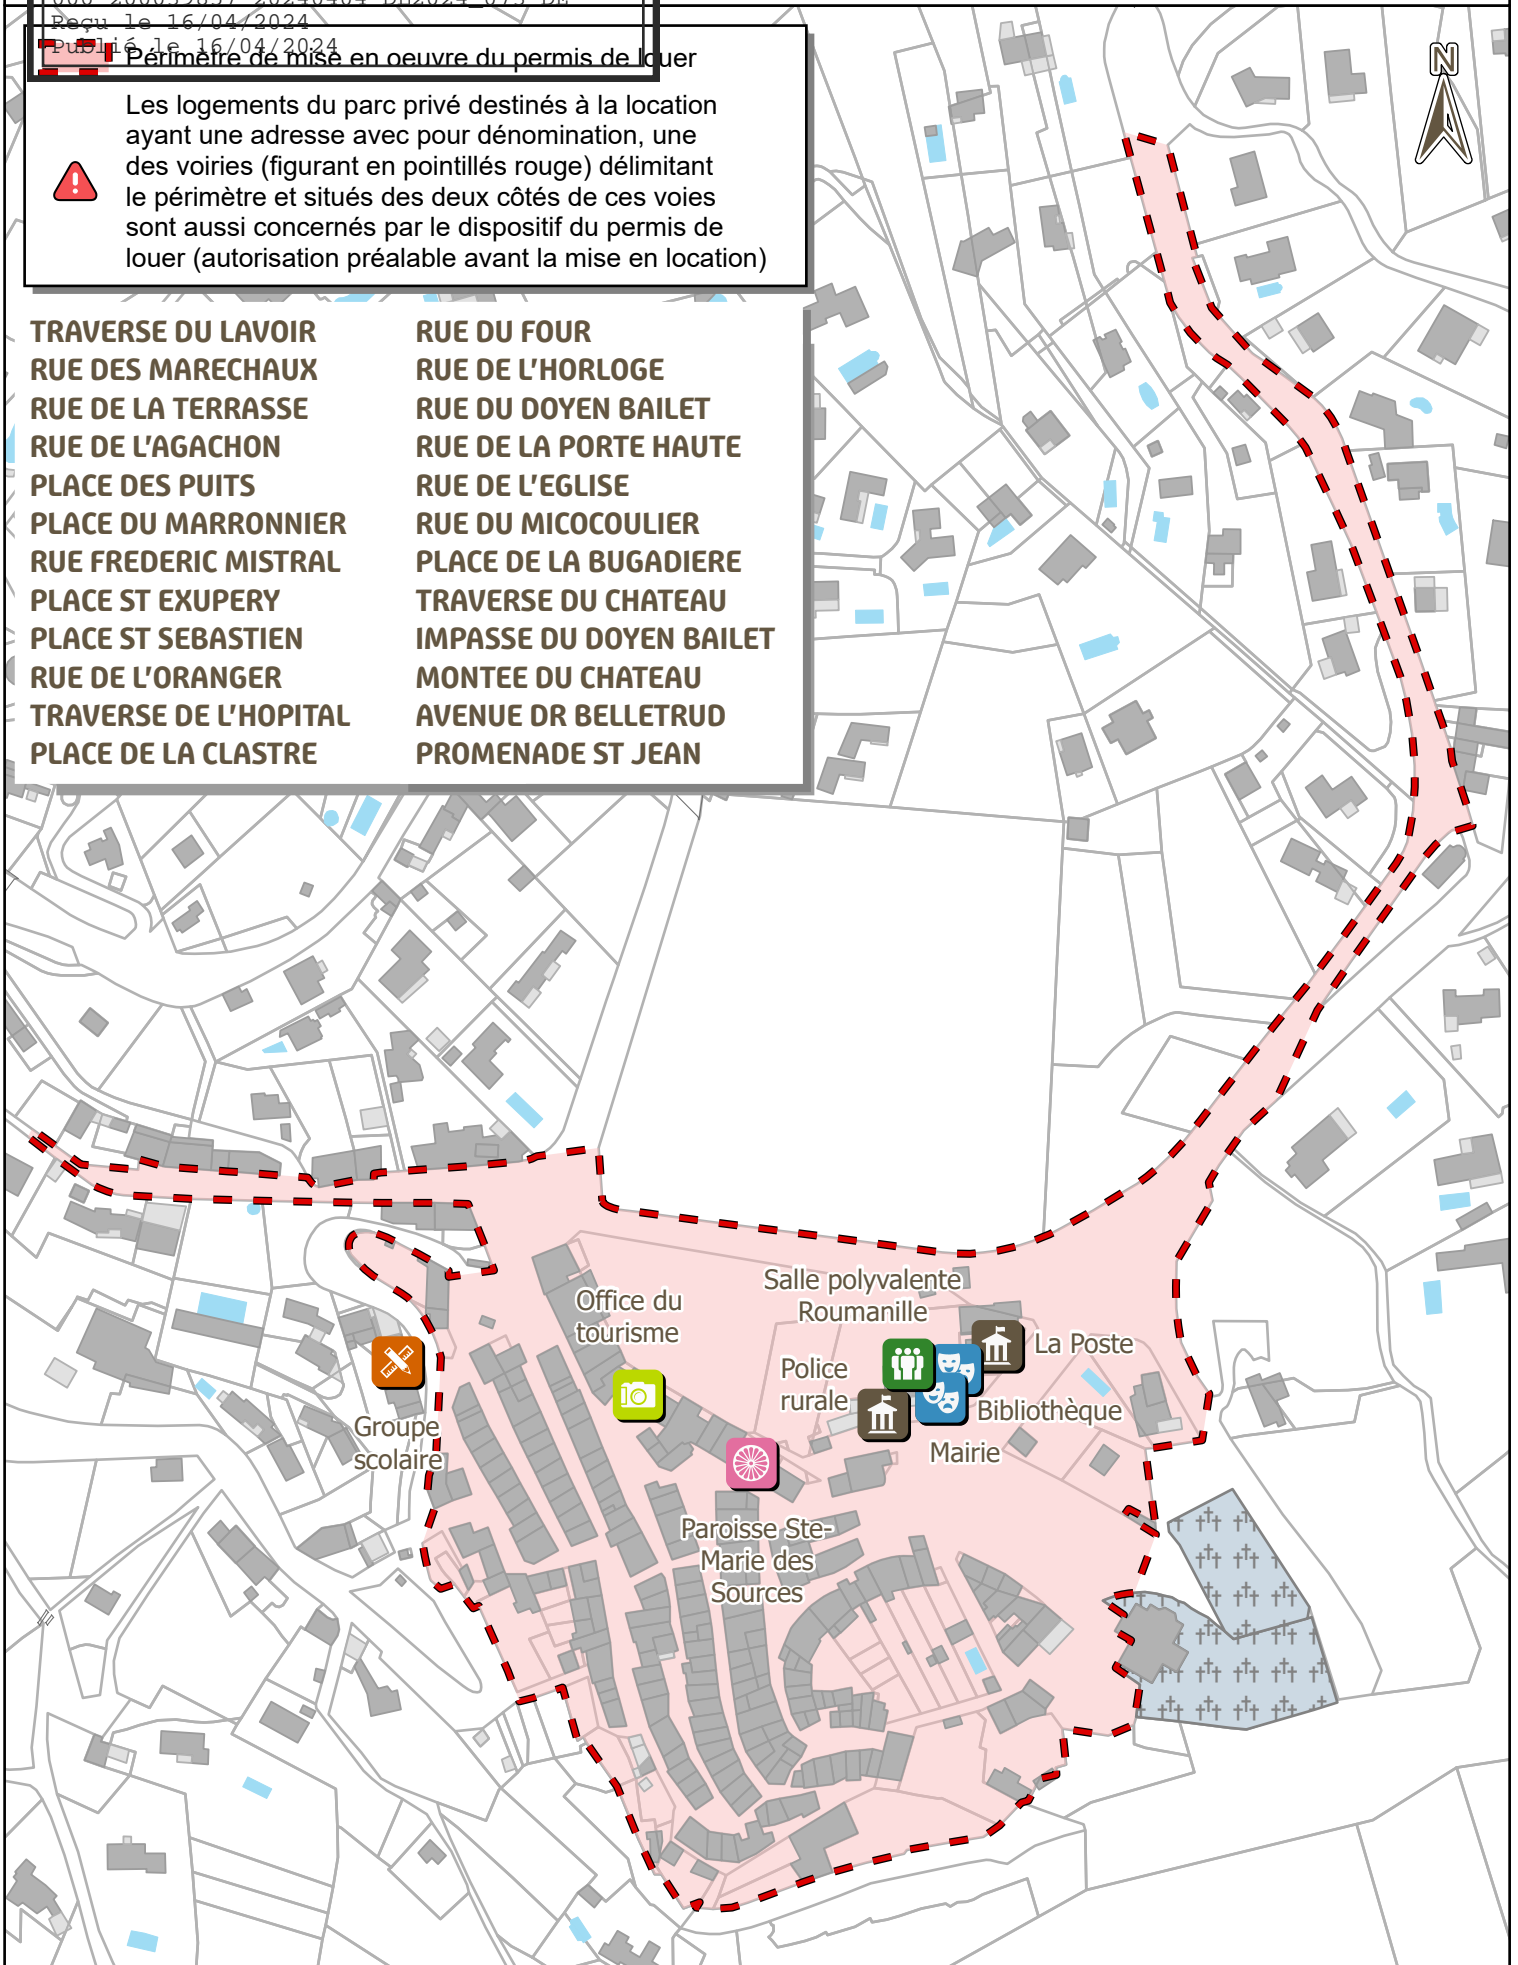 Reçu le 16/04/2024
Publié le 16/04/2024
Périmètre de mise en oeuvre du permis de louer
Les logements du parc privé destinés à la location
ayant une adresse avec pour dénomination, une
des voiries (figurant en pointillés rouge) délimitant
le périmètre et situés des deux côtés de ces voies
sont aussi concernés par le dispositif du permis de
louer (autorisation préalable avant la mise en location)
N
TRAVERSE DU LAVOIR
RUE DES MARECHAUX
RUE DE LA TERRASSE
RUE DE L'AGACHON
PLACE DES PUITS
PLACE DU MARRONNIER
RUE FREDERIC MISTRAL
PLACE ST EXUPERY
PLACE ST SEBASTIEN
RUE DE L'ORANGER
TRAVERSE DE L'HOPITAL
PLACE DE LA CLASTRE
RUE DU FOUR
RUE DE L'HORLOGE
RUE DU DOYEN BAILET
RUE DE LA PORTE HAUTE
RUE DE L'EGLISE
RUE DU MICOCOULIER
PLACE DE LA BUGADIERE
TRAVERSE DU CHATEAU
IMPASSE DU DOYEN BAILET
MONTEE DU CHATEAU
AVENUE DR BELLETRUD
PROMENADE ST JEAN
Salle polyvalente
Roumanille
Office du
tourisme
La Poste
Police
rurale
Bibliothèque
Mairie
Groupe
scolaire
Paroisse Ste-
Marie des
Sources